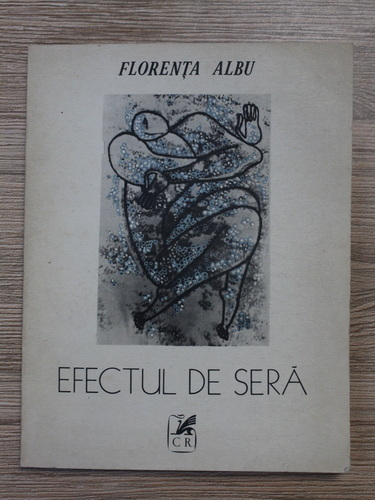 FLORENȚA ALBU
EFECTUL DE SERĂ
CR